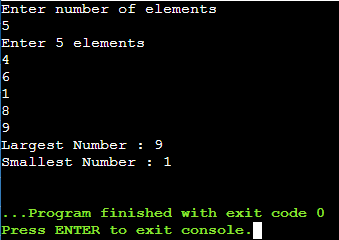 Enter number of elements
5
Enter 5 elements
4
6
1
8
9
Largest Number : 9
Smallest Number : 1
...Program finished with exit code 0
Press ENTER to exit console.